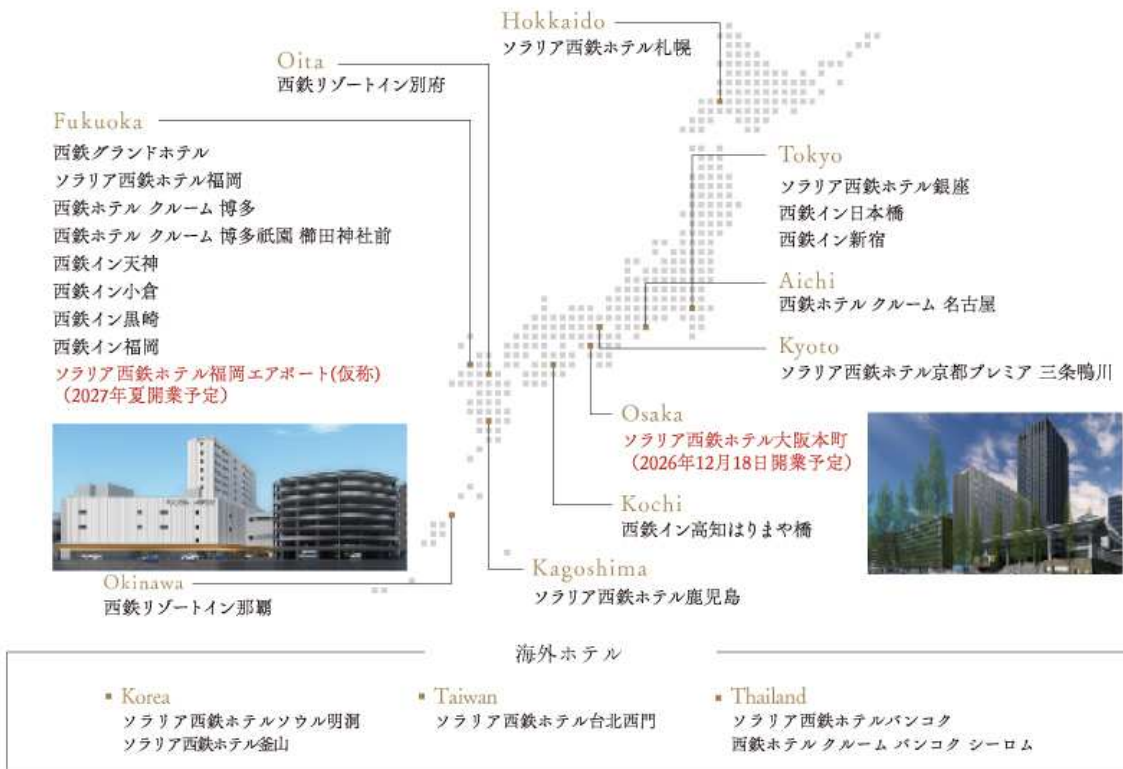 Hokkaido
ソラリア西鉄ホテル札幌
Oita
西鉄リゾートイン別府
Fukuoka
西鉄グランドホテル
ソラリア西鉄ホテル福岡
西鉄ホテル クルーム 博多
西鉄ホテル クルーム 博多祇園 櫛田神社前
西鉄イン天神
西鉄イン小倉
西鉄イン黒崎
西鉄イン福岡
ソラリア西鉄ホテル福岡エアポート(仮称)
（2027年夏開業予定）
Tokyo
ソラリア西鉄ホテル銀座
西鉄イン日本橋
西鉄イン新宿
Aichi
西鉄ホテル クルーム 名古屋
Kyoto
ソラリア西鉄ホテル京都プレミア 三条鴨川
Osaka
ソラリア西鉄ホテル大阪本町
（2026年12月18日開業予定）
Kochi
西鉄イン高知はりまや橋
Kagoshima
ソラリア西鉄ホテル鹿児島
Okinawa
西鉄リゾートイン那覇
海外ホテル
Korea
ソラリア西鉄ホテルソウル明洞
ソラリア西鉄ホテル釜山
Taiwan
ソラリア西鉄ホテル台北西門
Thailand
ソラリア西鉄ホテルバンコク
西鉄ホテル クルーム バンコク シーロム